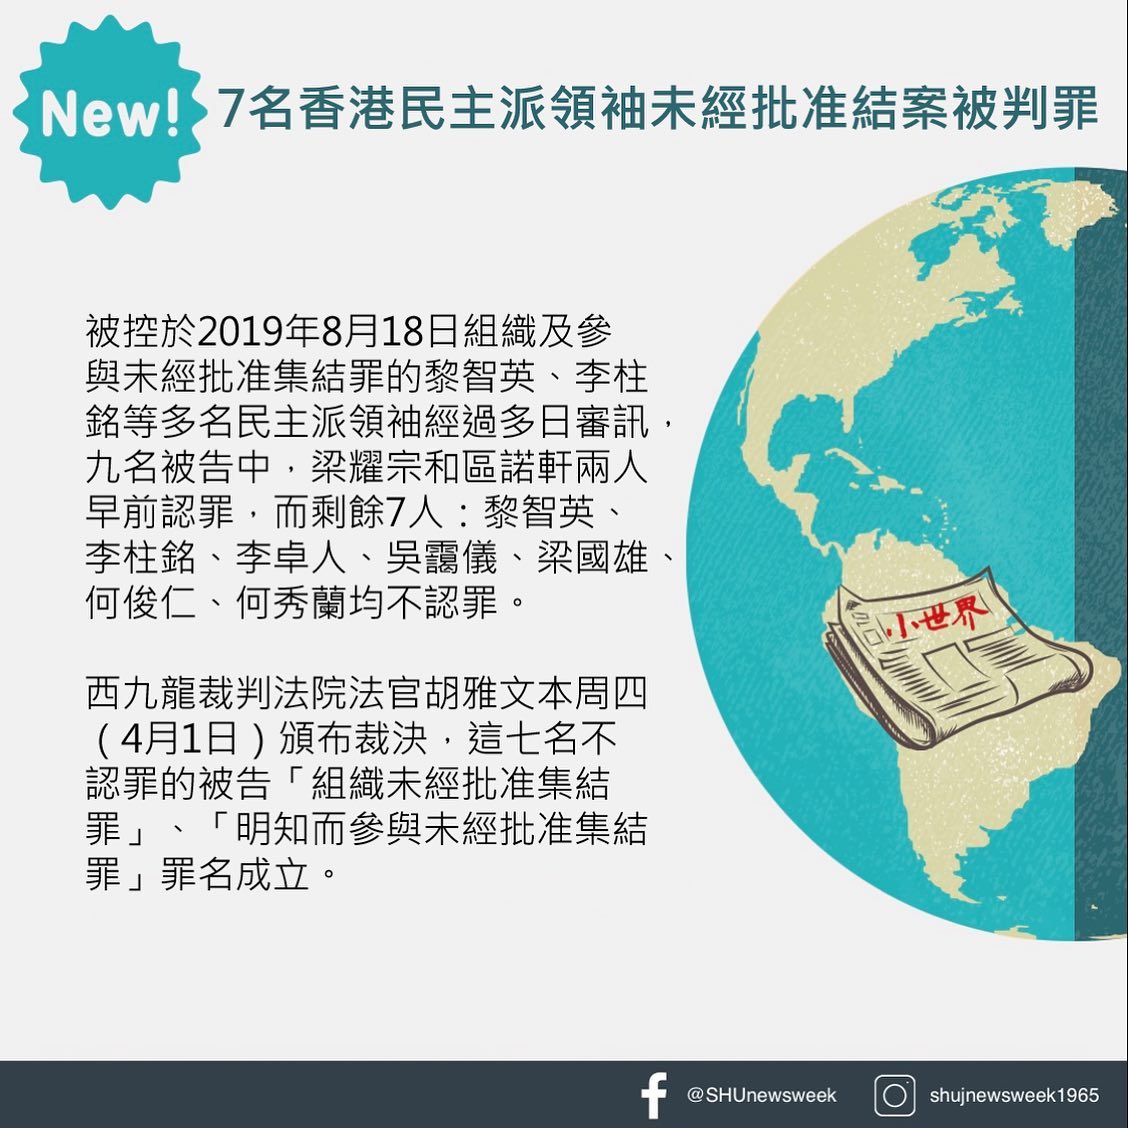 New!
7名香港民主派領袖未經批准結案被判罪
被控於2019年8月18日組織及參
與未經批准集結罪的黎智英、李柱
銘等多名民主派領袖經過多日審訊，
九名被告中，梁耀宗和區諾軒兩人
早前認罪，而剩餘7人：黎智英、
李柱銘、李卓人、吳靄儀、梁國雄、
何俊仁、何秀蘭均不認罪。
西九龍裁判法院法官胡雅文本周四
（4月1日）頒布裁決，這七名不
認罪的被告「組織未經批准集結
罪」、「明知而參與未經批准集結
罪」罪名成立。
小世界
@SHUnewsweek
shujnewsweek1965